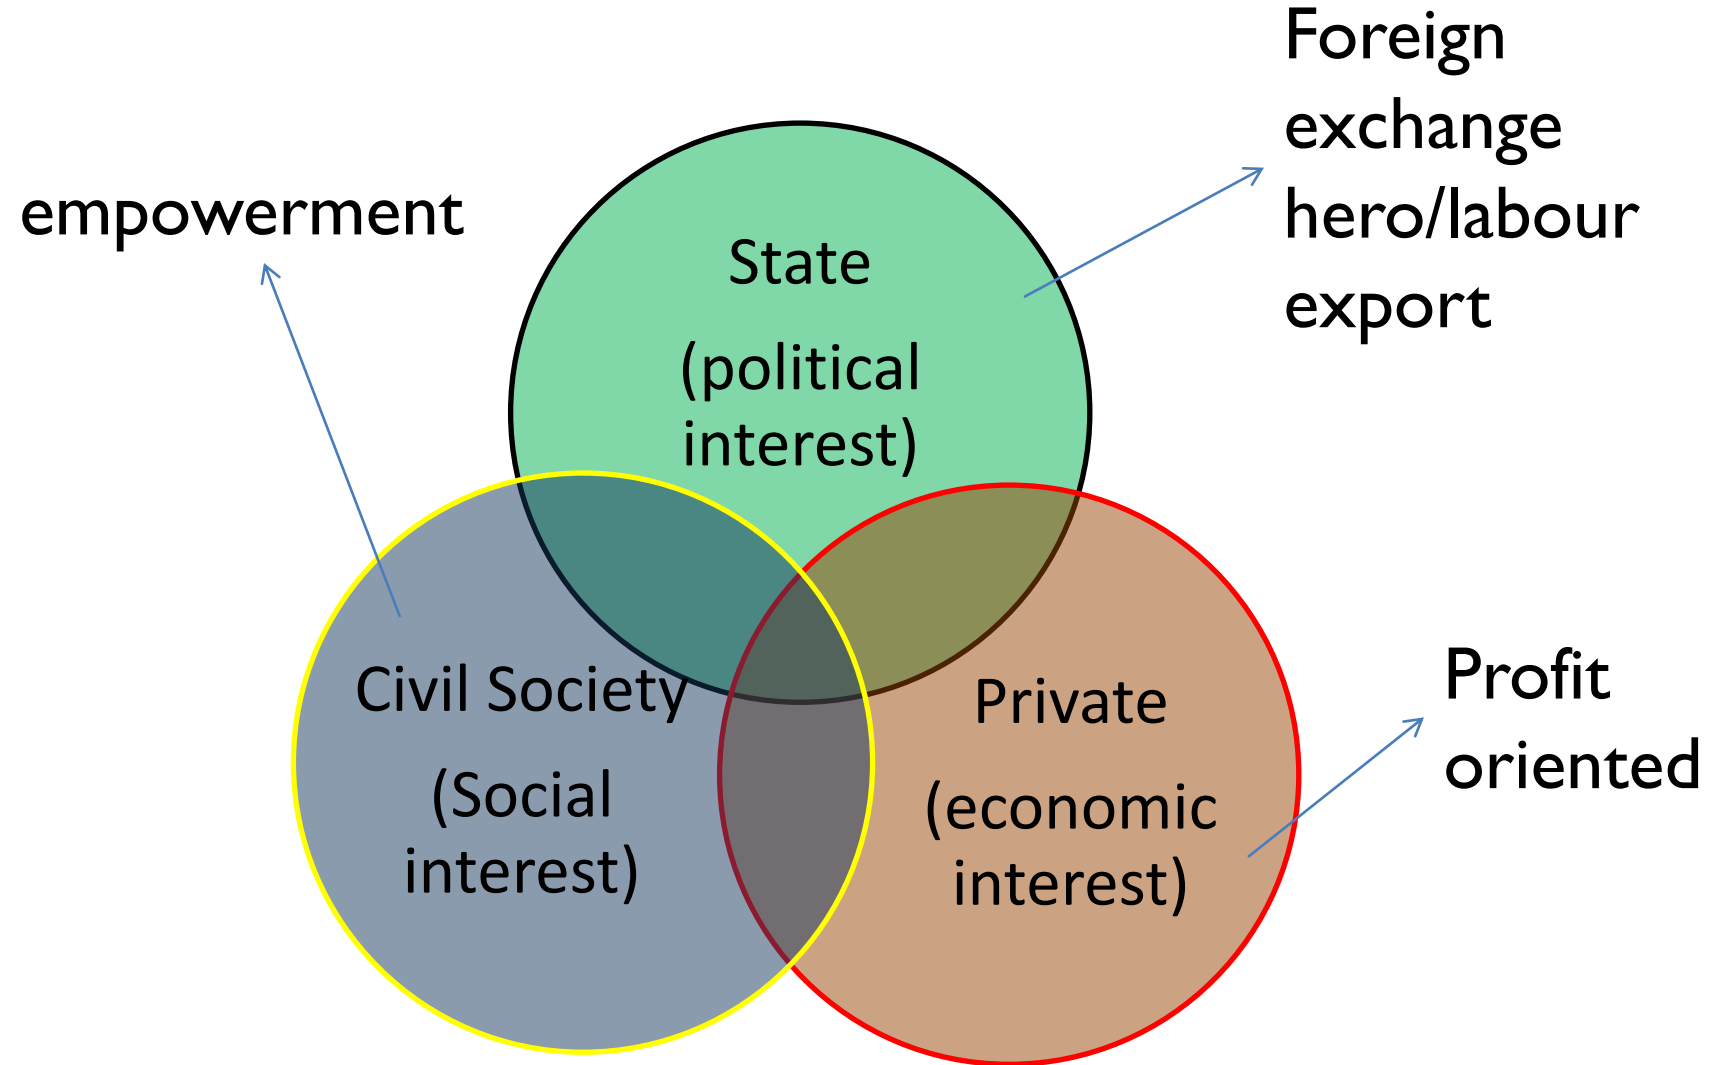 Foreign
exchange
hero/labour
export
empowerment
State
(political
interest)
Civil Society
(Social
interest)
Private
(economic
interest)
Profit
oriented